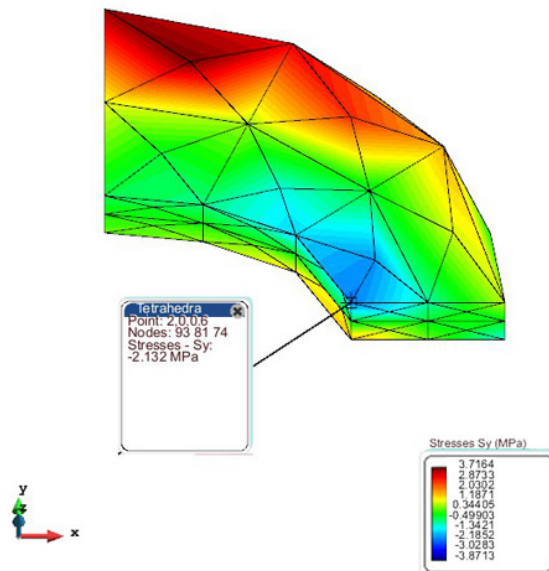 Tetrahedra
Point: 2,0,0.6
Nodes: 93 81 74
Stresses - Sy:
-2.132 MPa
Stresses Sy (MPa)
3.7164
2.8733
2.0302
1.1871
0.34405
-0.49903
-1.3421
-2.1852
-3.0283
-3.8713
y
z
x